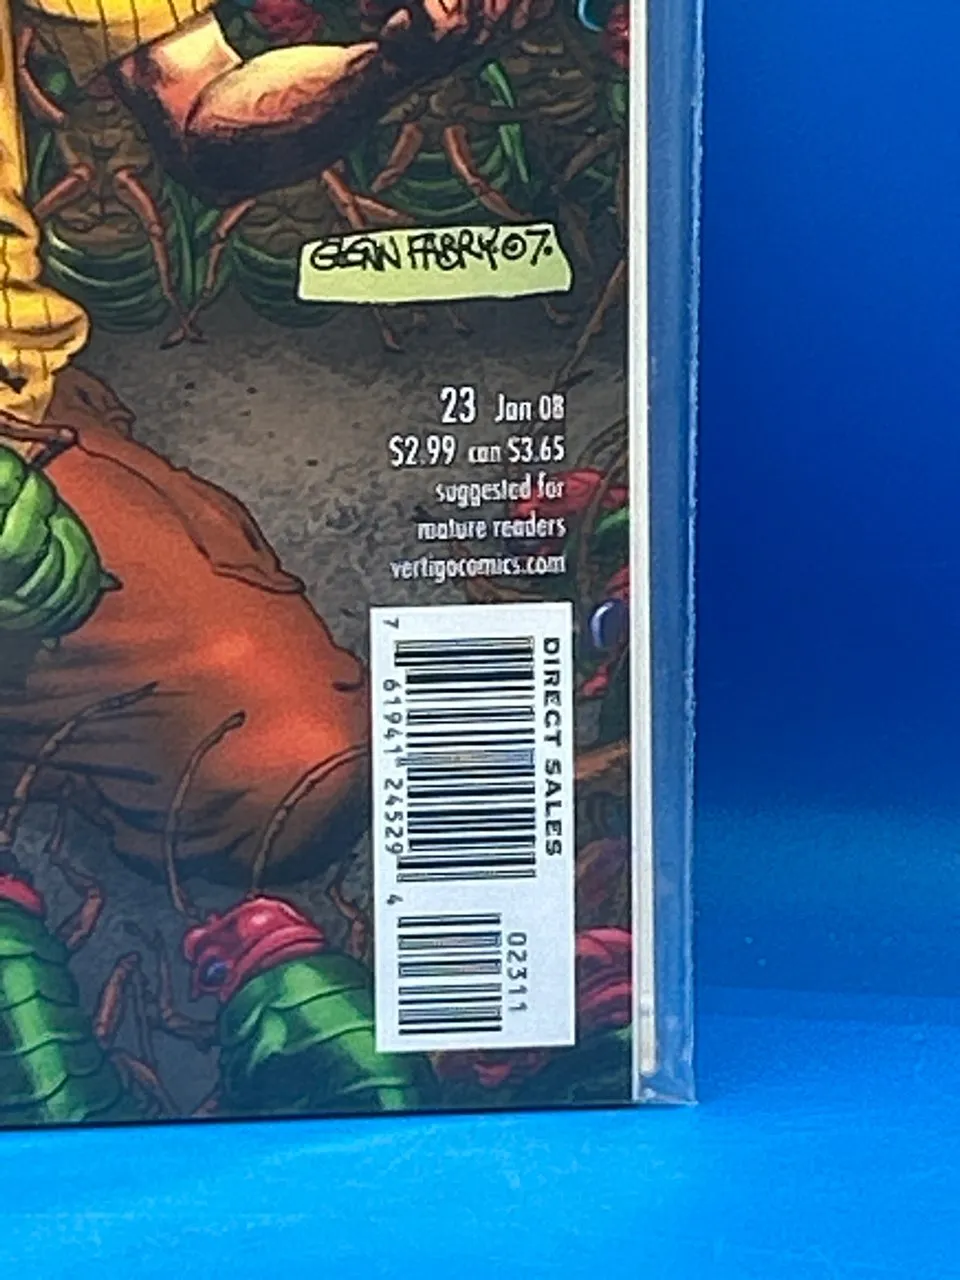 GLENN FABRY 07.
23 Jan 08
$2.99 can $3.65
suggested for
mature readers
vertigocomics.com
DIRECT SALES
7 61941 24529 4
02311